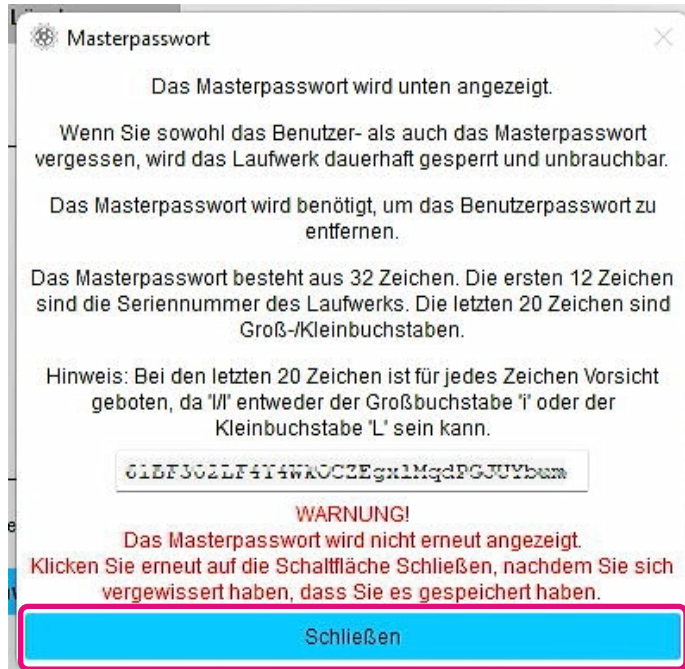 Masterpasswort
Das Masterpasswort wird unten angezeigt.
Wenn Sie sowohl das Benutzer- als auch das Masterpasswort
vergessen, wird das Laufwerk dauerhaft gesperrt und unbrauchbar.
Das Masterpasswort wird benötigt, um das Benutzerpasswort zu
entfernen.
Das Masterpasswort besteht aus 32 Zeichen. Die ersten 12 Zeichen
sind die Seriennummer des Laufwerks. Die letzten 20 Zeichen sind
Groß-/Kleinbuchstaben.
Hinweis: Bei den letzten 20 Zeichen ist für jedes Zeichen Vorsicht
geboten, da 'I/l' entweder der Großbuchstabe 'i' oder der
Kleinbuchstabe 'L' sein kann.
WARNUNG!
Das Masterpasswort wird nicht erneut angezeigt.
Klicken Sie erneut auf die Schaltfläche Schließen, nachdem Sie sich
vergewissert haben, dass Sie es gespeichert haben.
Schließen